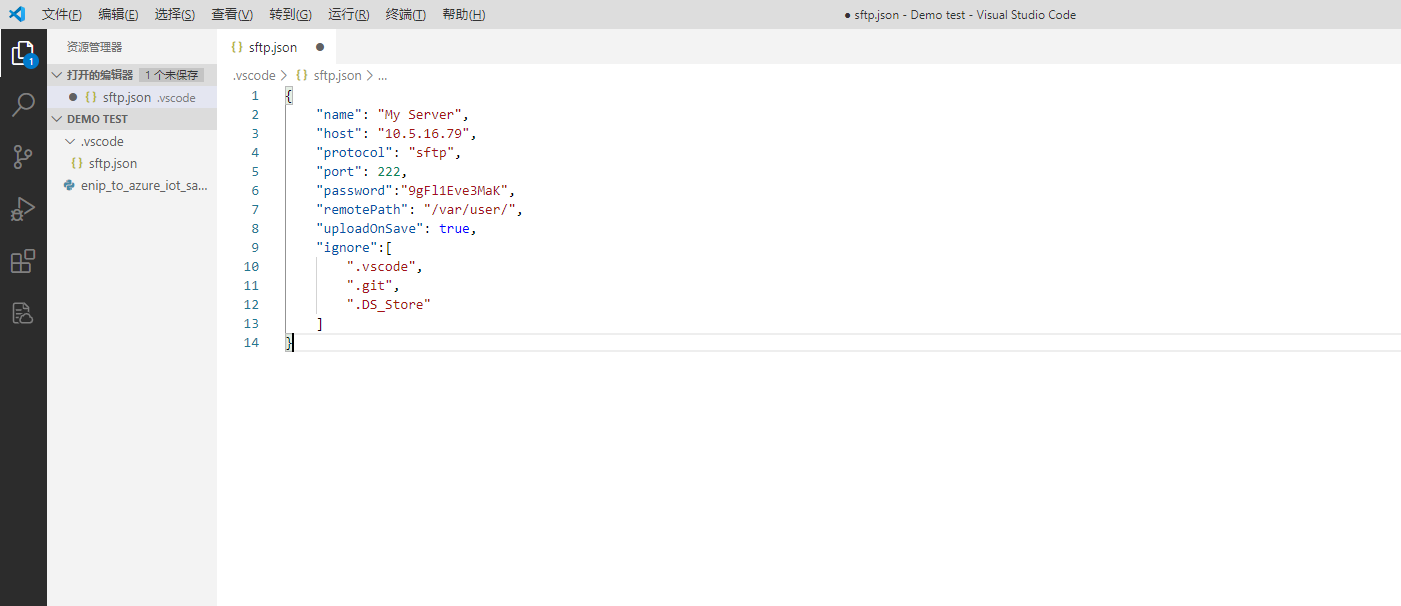 文件(F) 编辑(E) 选择(S) 查看(V) 转到(G) 运行(R) 终端(T) 帮助(H) ● sftp.json - Demo test - Visual Studio Code
资源管理器
打开的编辑器 1 个未保存
sftp.json .vscode
DEMO TEST
.vscode
{} sftp.json
enip_to_azure_iot_sa...
1
{} sftp.json ●
.vscode > {} sftp.json > ...
1 {
2 "name": "My Server",
3 "host": "10.5.16.79",
4 "protocol": "sftp",
5 "port": 222,
6 "password":"9gFl1Eve3MaK",
7 "remotePath": "/var/user/",
8 "uploadOnSave": true,
9 "ignore":[
10 ".vscode",
11 ".git",
12 ".DS_Store"
13 ]
14 }